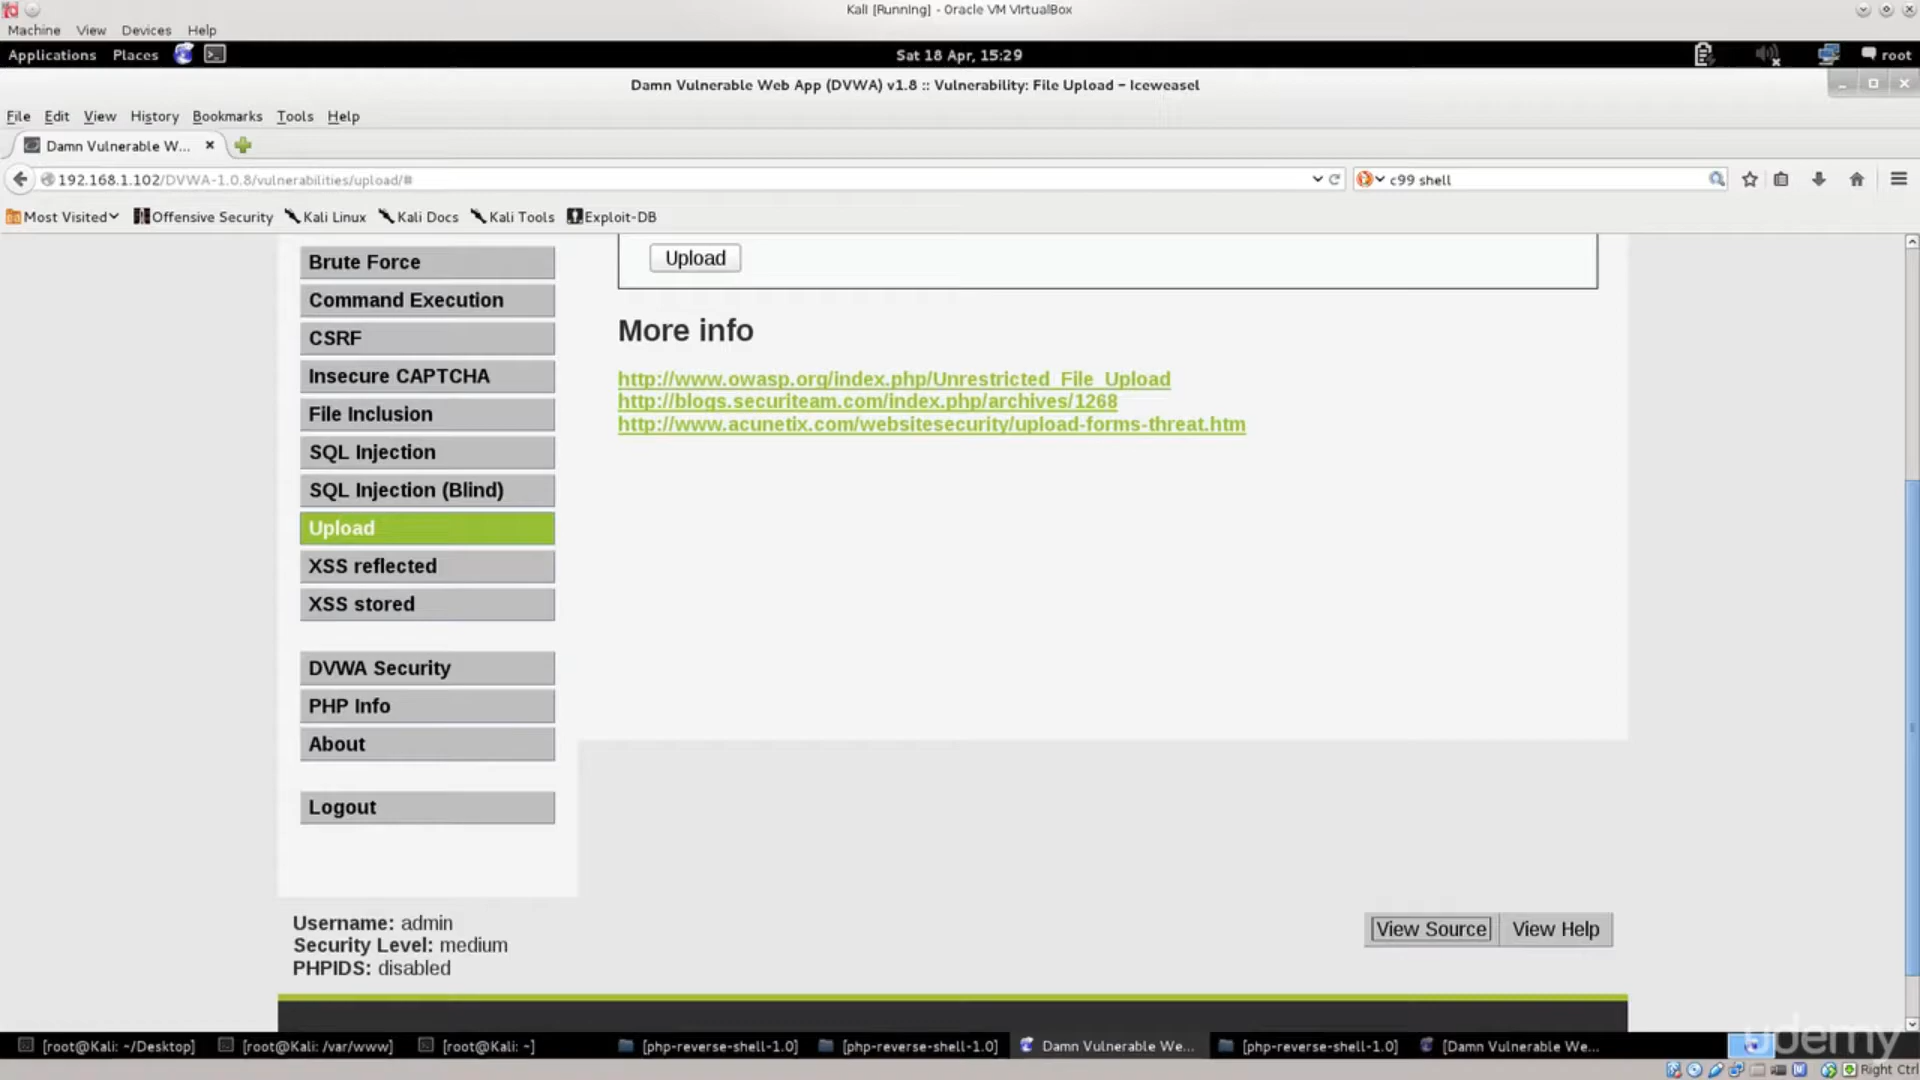 Kali [Running] - Oracle VM VirtualBox
Machine View Devices Help
Applications Places Sat 18 Apr, 15:29 root
Damn Vulnerable Web App (DVWA) v1.8 :: Vulnerability: File Upload - Iceweasel
File Edit View History Bookmarks Tools Help
Damn Vulnerable W...
192.168.1.102/DVWA-1.0.8/vulnerabilities/upload/# c99 shell
Most Visited Offensive Security Kali Linux Kali Docs Kali Tools Exploit-DB
Brute Force
Command Execution
CSRF
Insecure CAPTCHA
File Inclusion
SQL Injection
SQL Injection (Blind)
Upload
XSS reflected
XSS stored
DVWA Security
PHP Info
About
Logout
Upload
More info
http://www.owasp.org/index.php/Unrestricted_File_Upload
http://blogs.securiteam.com/index.php/archives/1268
http://www.acunetix.com/websitesecurity/upload-forms-threat.htm
Username: admin
Security Level: medium
PHPIDS: disabled
View Source View Help
[root@Kali: ~/Desktop] [root@Kali: /var/www] [root@Kali: ~] [php-reverse-shell-1.0] [php-reverse-shell-1.0] Damn Vulnerable We... [php-reverse-shell-1.0] [Damn Vulnerable We...
udemy
Right Ctrl